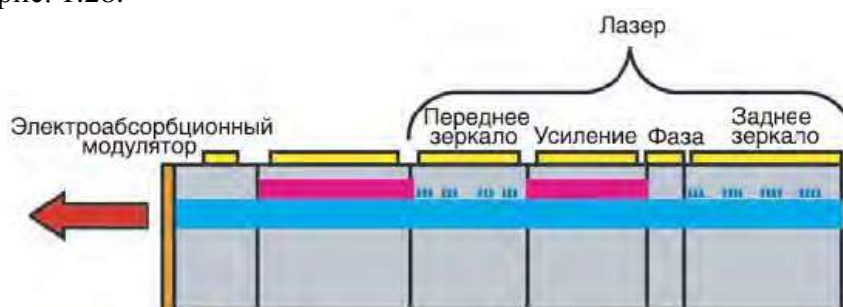 рис. 1.28.
Лазер
Электроабсорбционный
модулятор
Переднее
зеркало
Усиление
Фаза
Заднее
зеркало